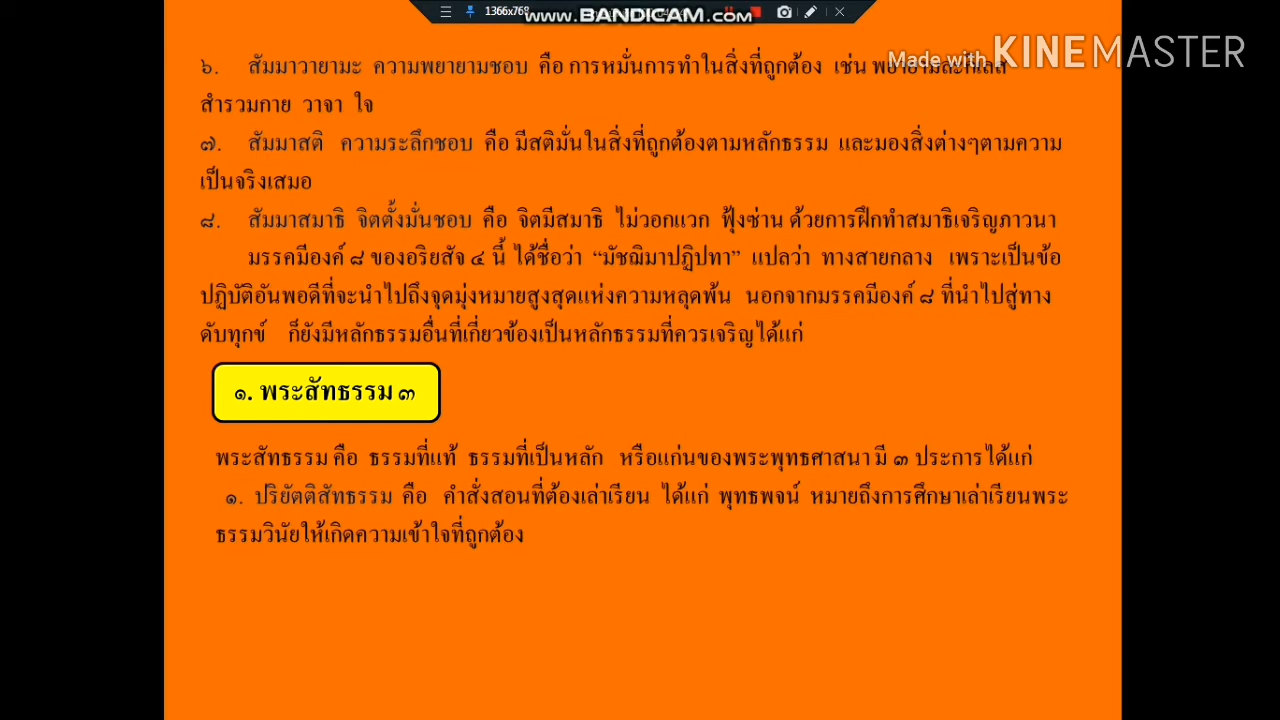 1366x768
www.BANDICAM.com
Made with KINEMASTER
๖. สัมมาวายามะ ความพยายามชอบ คือ การหมั่นการทำในสิ่งที่ถูกต้อง เช่น พยายามละกิเลส
สำรวมกาย วาจา ใจ
๗. สัมมาสติ ความระลึกชอบ คือ มีสติมั่นในสิ่งที่ถูกต้องตามหลักธรรม และมองสิ่งต่างๆตามความ
เป็นจริงเสมอ
๘. สัมมาสมาธิ จิตตั้งมั่นชอบ คือ จิตมีสมาธิ ไม่วอกแวก ฟุ้งซ่าน ด้วยการฝึกทำสมาธิเจริญภาวนา
มรรคมีองค์ ๘ ของอริยสัจ ๔ นี้ ได้ชื่อว่า “มัชฌิมาปฏิปทา” แปลว่า ทางสายกลาง เพราะเป็นข้อ
ปฏิบัติอันพอดีที่จะนำไปถึงจุดมุ่งหมายสูงสุดแห่งความหลุดพ้น นอกจากมรรคมีองค์ ๘ ที่นำไปสู่ทาง
ดับทุกข์ ก็ยังมีหลักธรรมอื่นที่เกี่ยวข้องเป็นหลักธรรมที่ควรเจริญได้แก่
๑. พระสัทธรรม ๓
พระสัทธรรม คือ ธรรมที่แท้ ธรรมที่เป็นหลัก หรือแก่นของพระพุทธศาสนา มี ๓ ประการได้แก่
๑. ปริยัตติสัทธรรม คือ คำสั่งสอนที่ต้องเล่าเรียน ได้แก่ พุทธพจน์ หมายถึงการศึกษาเล่าเรียนพระ
ธรรมวินัยให้เกิดความเข้าใจที่ถูกต้อง